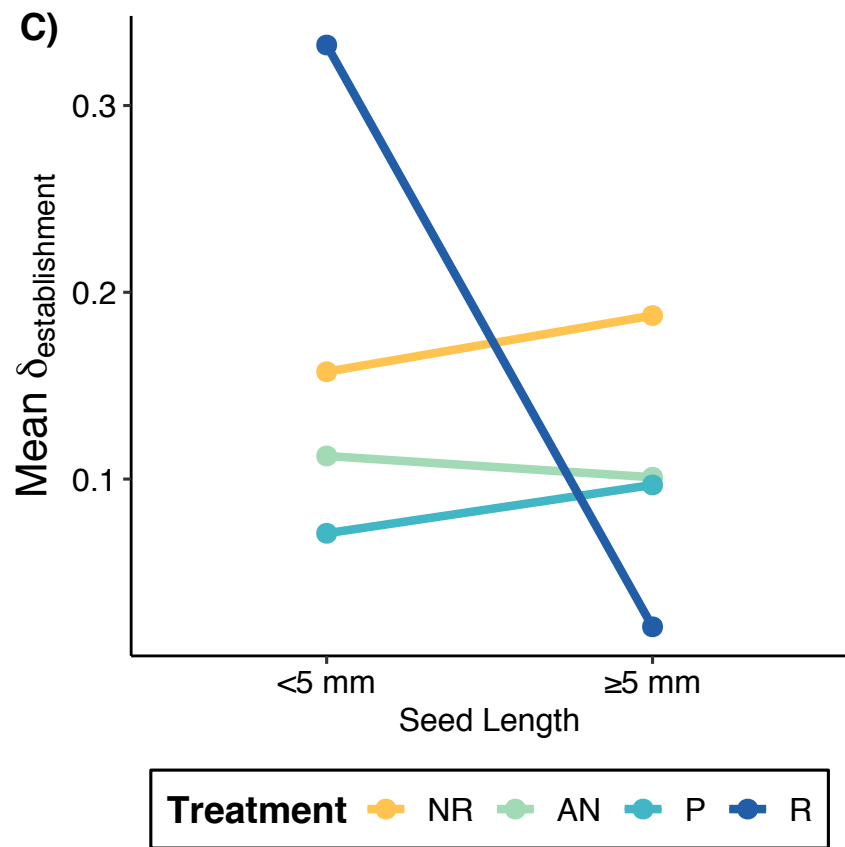 C)
Mean δestablishment
0.3
0.2
0.1
<5 mm ≥5 mm
Seed Length
Treatment NR AN P R